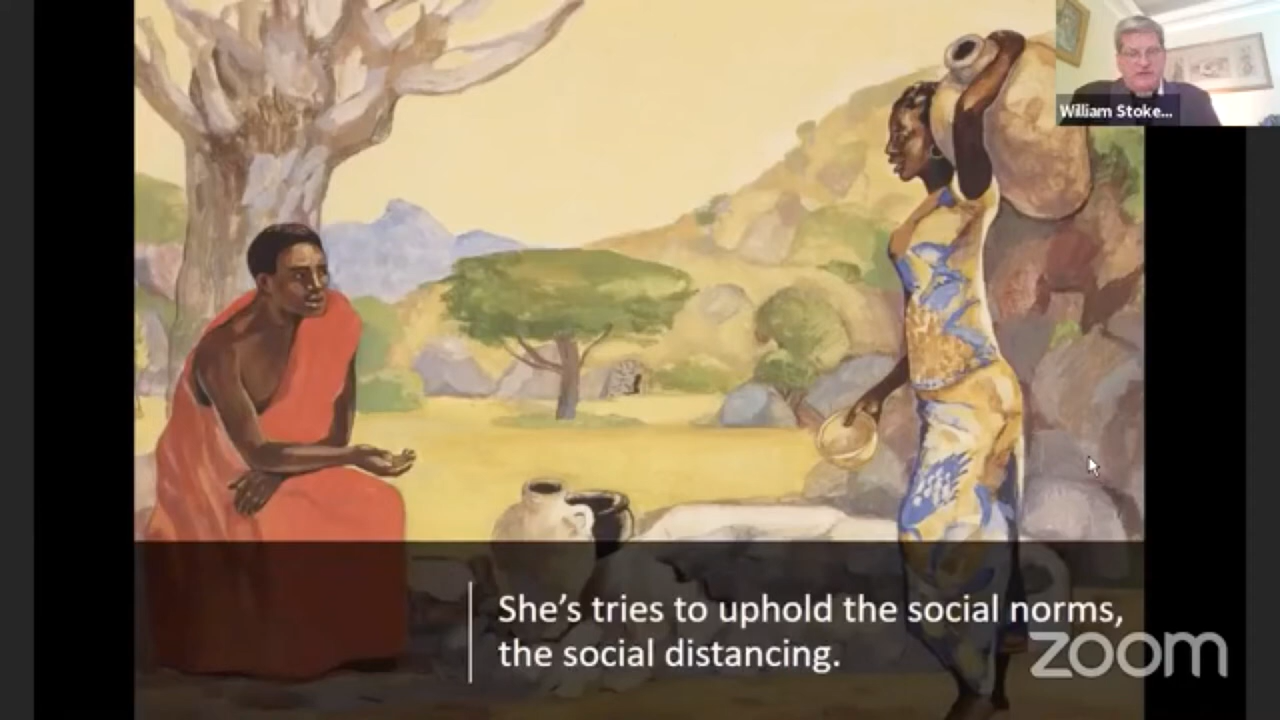 William Stoke...
She's tries to uphold the social norms,
the social distancing.
zoom